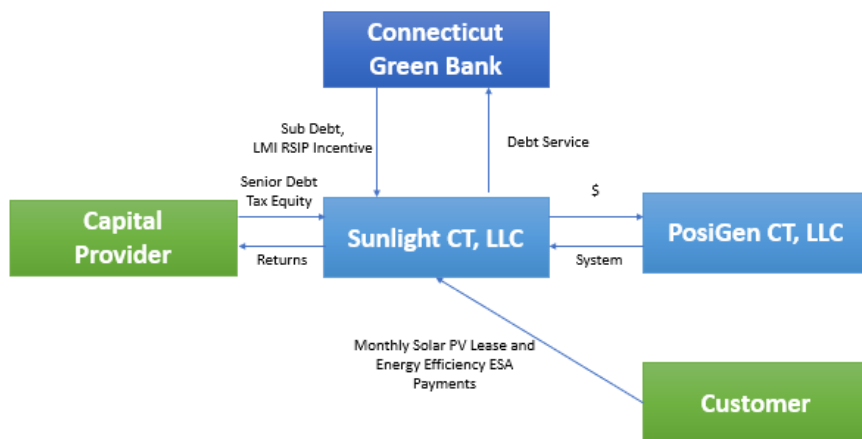 Connecticut
Green Bank
Sub Debt,
LMI RSIP Incentive
Debt Service
Senior Debt
Tax Equity
$
Capital
Provider
Sunlight CT, LLC
PosiGen CT, LLC
Returns
System
Monthly Solar PV Lease and
Energy Efficiency ESA
Payments
Customer